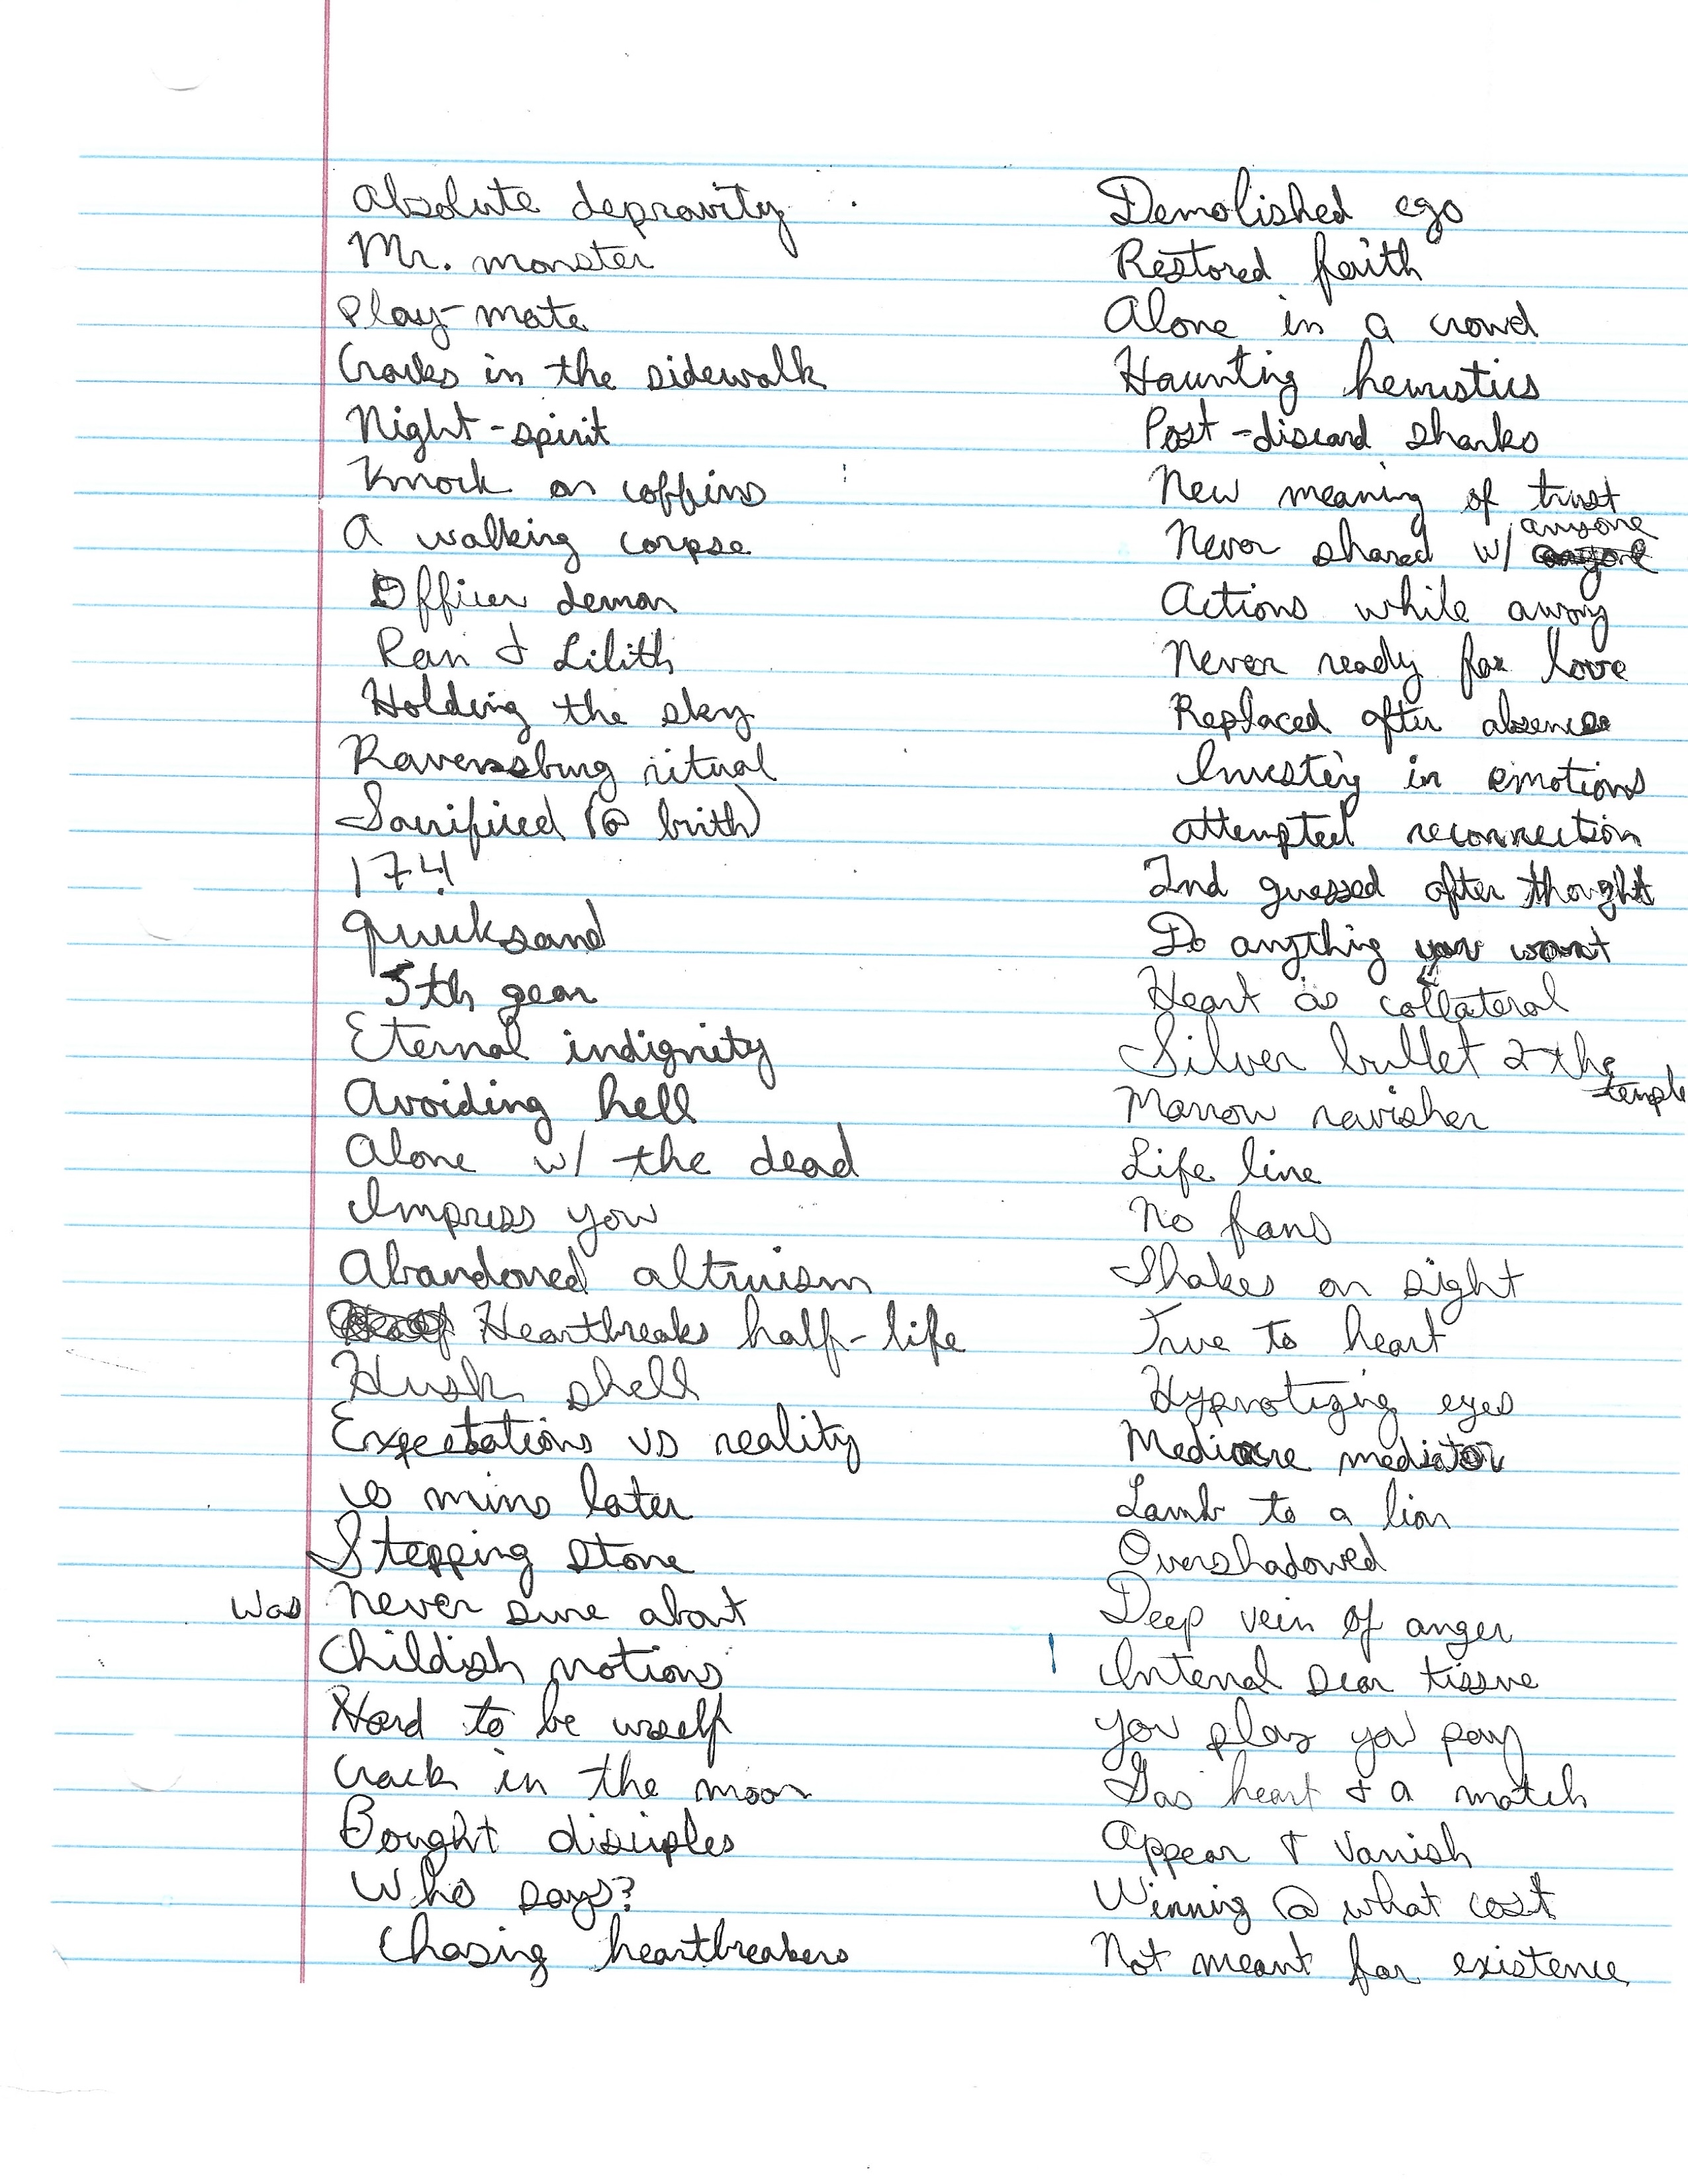 Absolute depravity
Mr. monster
Play-mate
Cracks in the sidewalk
Night-spirit
Knock on coffins
A walking corpse
Officer demon
Ran & Lilith
Holding the sky
Ravensburg ritual
Sacrificed (@ birth)
174
quicksand
5th gear
Eternal indignity
Avoiding hell
Alone w/ the dead
Impress you
Abandoned altruism
Heartbreaks half-life
Husk shell
Expectations vs reality
10 mins later
Stepping stone
Was never sure about
Childish notions
Hard to be urself
Crack in the moon
Bought disciples
Who says?
Chasing heartbreakers
Demolished ego
Restored faith
Alone in a crowd
Haunting heuristics
Post-discard sharks
New meaning of trust
Never shared w/ anyone
Actions while away
Never ready for love
Replaced after absence
Invest'g in emotions
attempted reconnection
2nd guessed after thought
Do anything you want
Heart as collateral
Silver bullet 2 the temple
Marrow ravisher
Life line
No fans
Shakes on sight
True to heart
Hypnotizing eyes
Mediocre mediator
Lamb to a lion
Overshadowed
Deep vein of anger
Internal scar tissue
You play you pay
Gas heart & a match
Appear & Vanish
Winning @ what cost
Not meant for existence